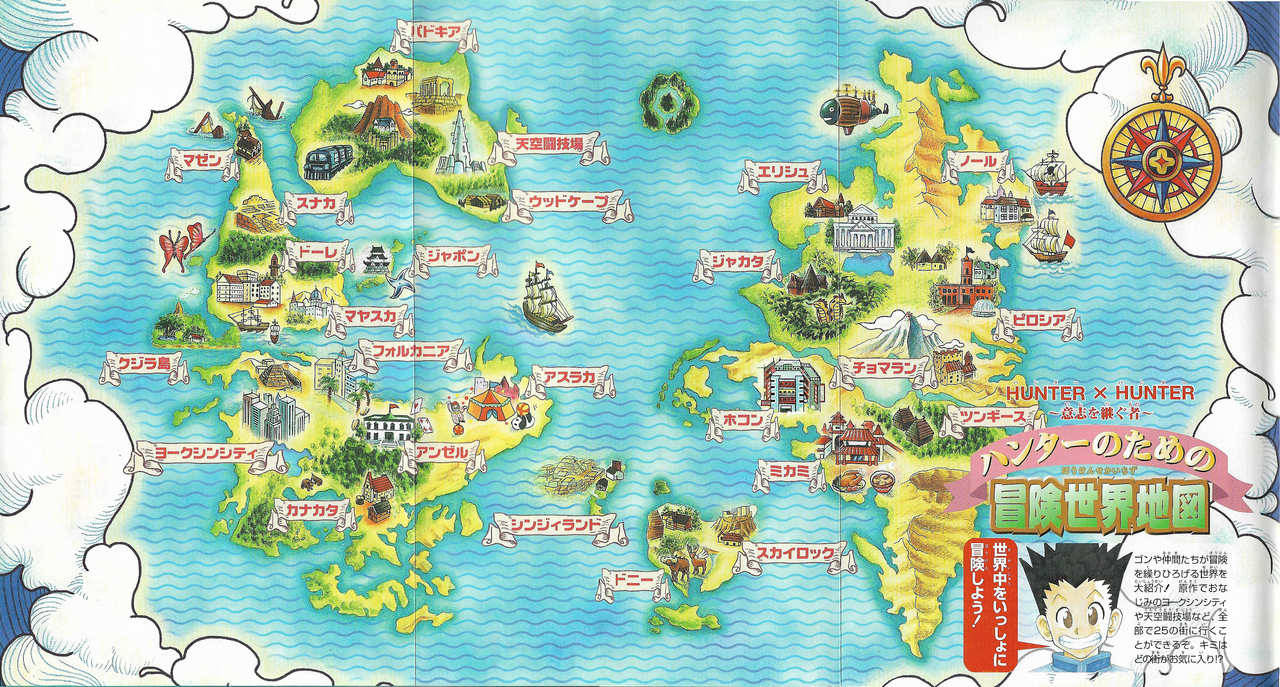 パドキア
天空闘技場
マゼン
スナカ
ウッドケーブ
ドーレ
ジャポン
マヤスカ
クジラ島
フォルカニア
アスラカ
ヨークシンシティ
アンゼル
カナカタ
シンジィランド
ドニー
スカイロック
エリシュ
ノール
ジャカタ
ピロシア
チョマラン
ホコン
ツンギース
ミカミ
HUNTER × HUNTER
～意志を継ぐ者～
ハンターのための
ぼうけんせかいちず
冒険世界地図
世界中をいっしょに
冒険しよう！
ゴンや仲間たちが冒険
を繰りひろげる世界を
大紹介！ 原作でおな
じみのヨークシンシティ
や天空闘技場など、全
部で25の街に行くこ
とができるぞ。キミは
どの街がお気に入り!?